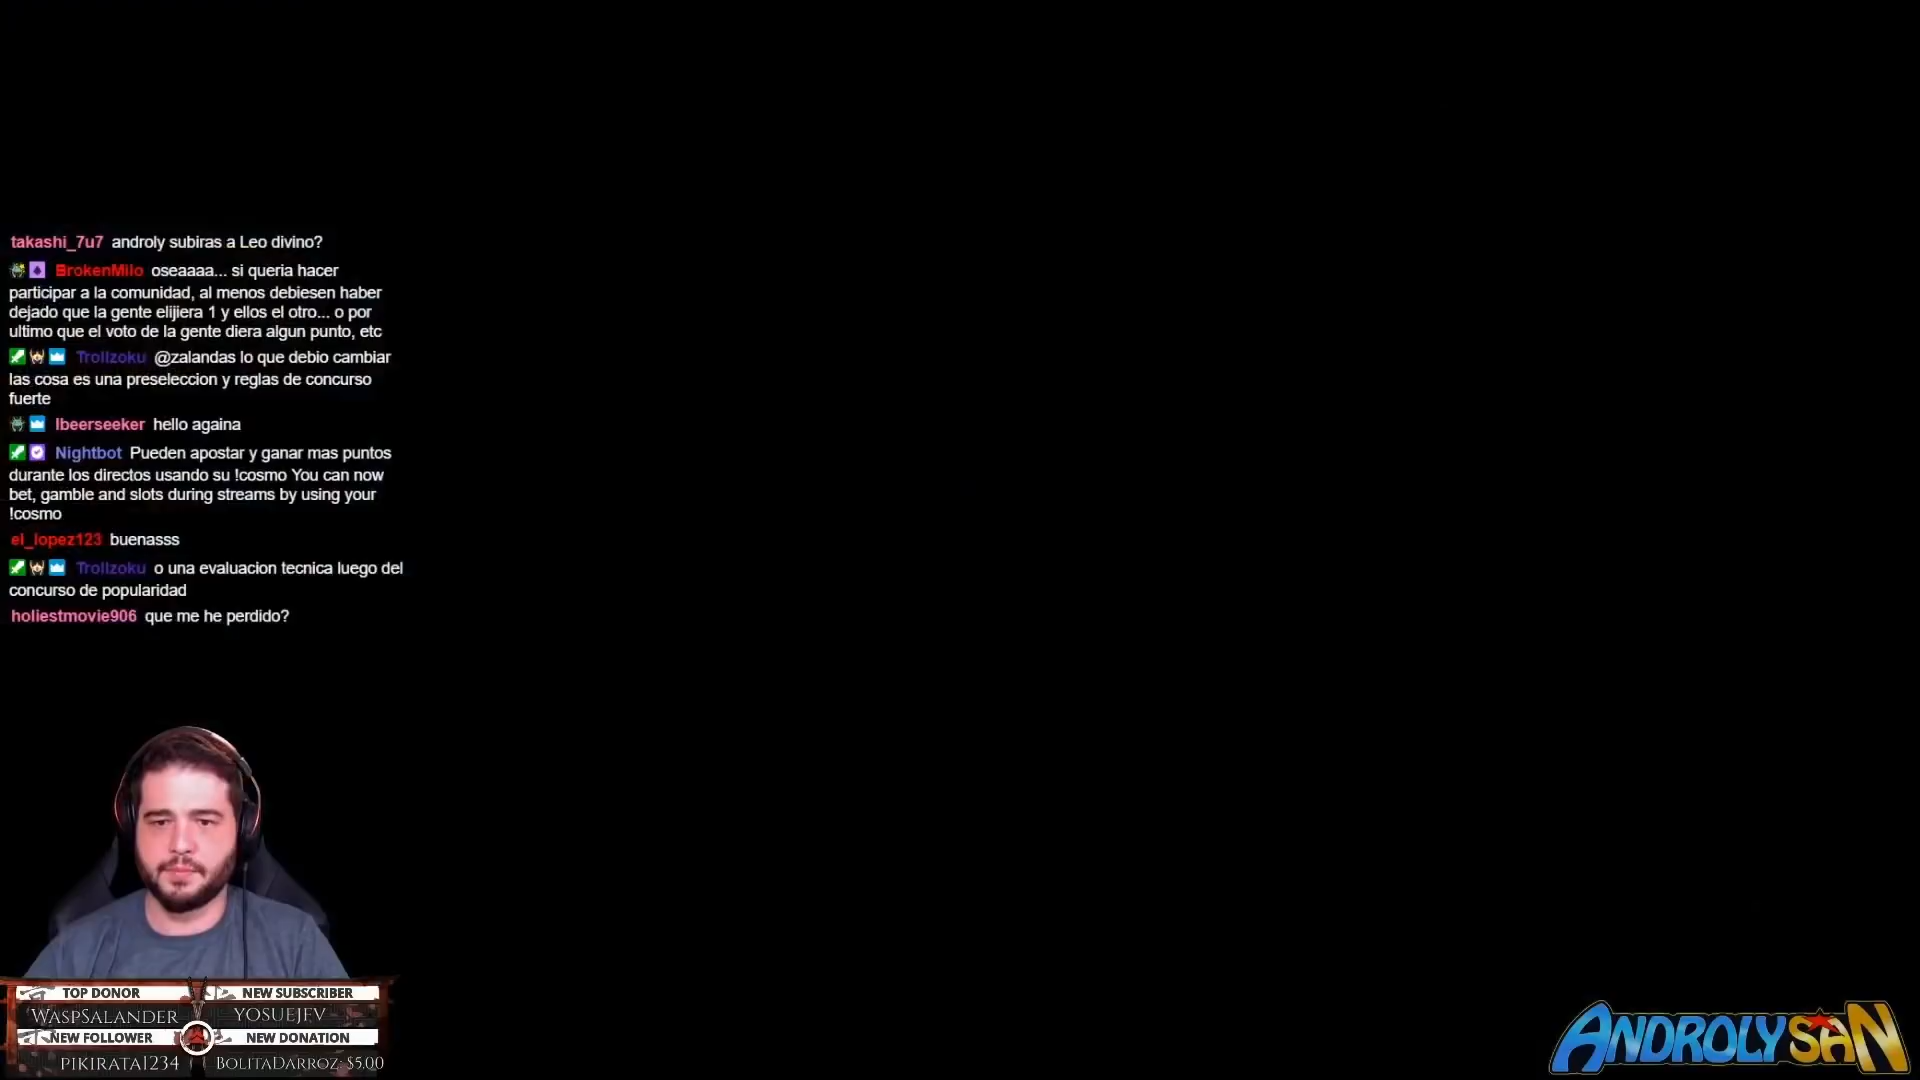 takashi_7u7 androly subiras a Leo divino?
BrokenMilo oseaaaa... si queria hacer
participar a la comunidad, al menos debiesen haber
dejado que la gente elijiera 1 y ellos el otro... o por
ultimo que el voto de la gente diera algun punto, etc
Trollzoku @zalandas lo que debio cambiar
las cosa es una preseleccion y reglas de concurso
fuerte
Ibeerseeker hello againa
Nightbot Pueden apostar y ganar mas puntos
durante los directos usando su !cosmo You can now
bet, gamble and slots during streams by using your
!cosmo
el_lopez123 buenasss
Trollzoku o una evaluacion tecnica luego del
concurso de popularidad
holiestmovie906 que me he perdido?
TOP DONOR NEW SUBSCRIBER
WaspSalander yosuejfv
NEW FOLLOWER NEW DONATION
pikirata1234 BolitaDarroz: $5.00
ANDROLYSAN